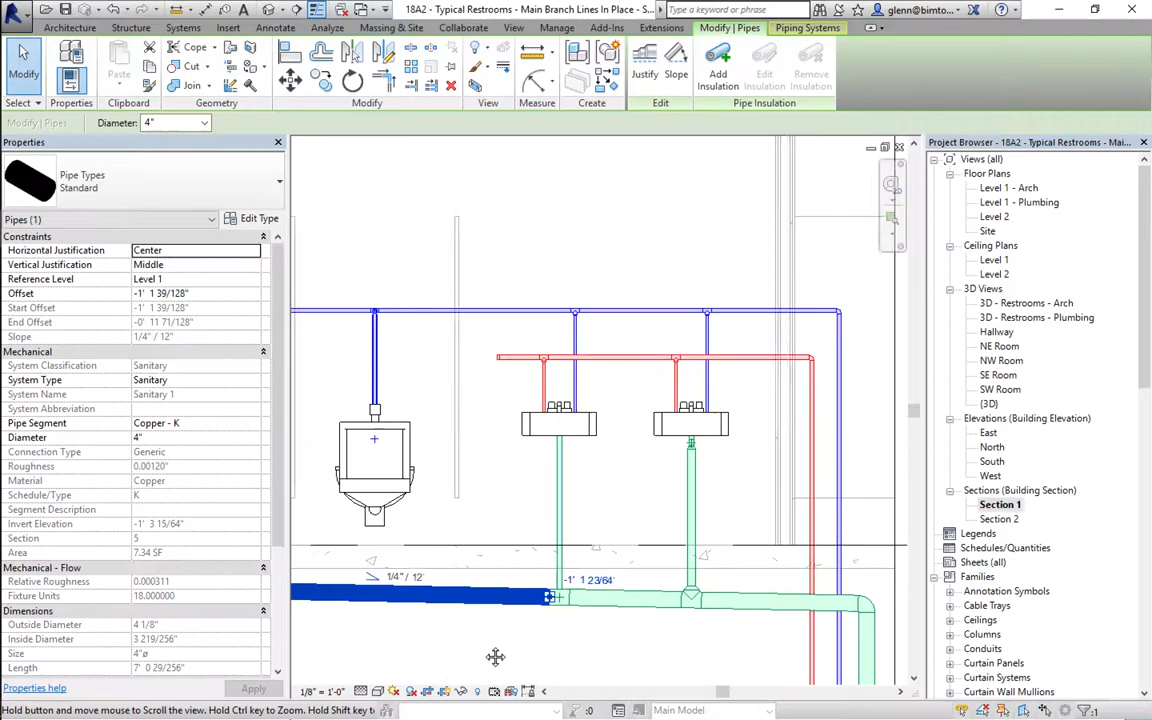 18A2 - Typical Restrooms - Main Branch Lines In Place - S...
Type a keyword or phrase
glenn@bimto...
Architecture Structure Systems Insert Annotate Analyze Massing & Site Collaborate View Manage Add-Ins Extensions Modify | Pipes Piping Systems
Modify
Paste
Cope
Cut
Join
Justify Slope
Add Insulation
Edit Insulation
Remove Insulation
Select Properties Clipboard Geometry Modify View Measure Create Edit Pipe Insulation
Modify | Pipes Diameter: 4"
Properties
Pipe Types
Standard
Pipes (1) Edit Type
Constraints
Horizontal Justification Center
Vertical Justification Middle
Reference Level Level 1
Offset -1' 1 39/128"
Start Offset -1' 1 39/128"
End Offset -0' 11 71/128"
Slope 1/4" / 12"
Mechanical
System Classification Sanitary
System Type Sanitary
System Name Sanitary 1
System Abbreviation
Pipe Segment Copper - K
Diameter 4"
Connection Type Generic
Roughness 0.00120"
Material Copper
Schedule/Type K
Segment Description
Invert Elevation -1' 3 15/64"
Section 5
Area 7.34 SF
Mechanical - Flow
Relative Roughness 0.000311
Fixture Units 18.000000
Dimensions
Outside Diameter 4 1/8"
Inside Diameter 3 219/256"
Size 4"ø
Length 7' 0 29/256"
Properties help Apply
1/4" / 12"
-1' 1 23/64"
1/8" = 1'-0"
Project Browser - 18A2 - Typical Restrooms - Mai...
Views (all)
Floor Plans
Level 1 - Arch
Level 1 - Plumbing
Level 2
Site
Ceiling Plans
Level 1
Level 2
3D Views
3D - Restrooms - Arch
3D - Restrooms - Plumbing
Hallway
NE Room
NW Room
SE Room
SW Room
{3D}
Elevations (Building Elevation)
East
North
South
West
Sections (Building Section)
Section 1
Section 2
Legends
Schedules/Quantities
Sheets (all)
Families
Annotation Symbols
Cable Trays
Ceilings
Columns
Conduits
Curtain Panels
Curtain Systems
Curtain Wall Mullions
Hold button and move mouse to Scroll the view. Hold Ctrl key to Zoom. Hold Shift key t
:0 Main Model :1